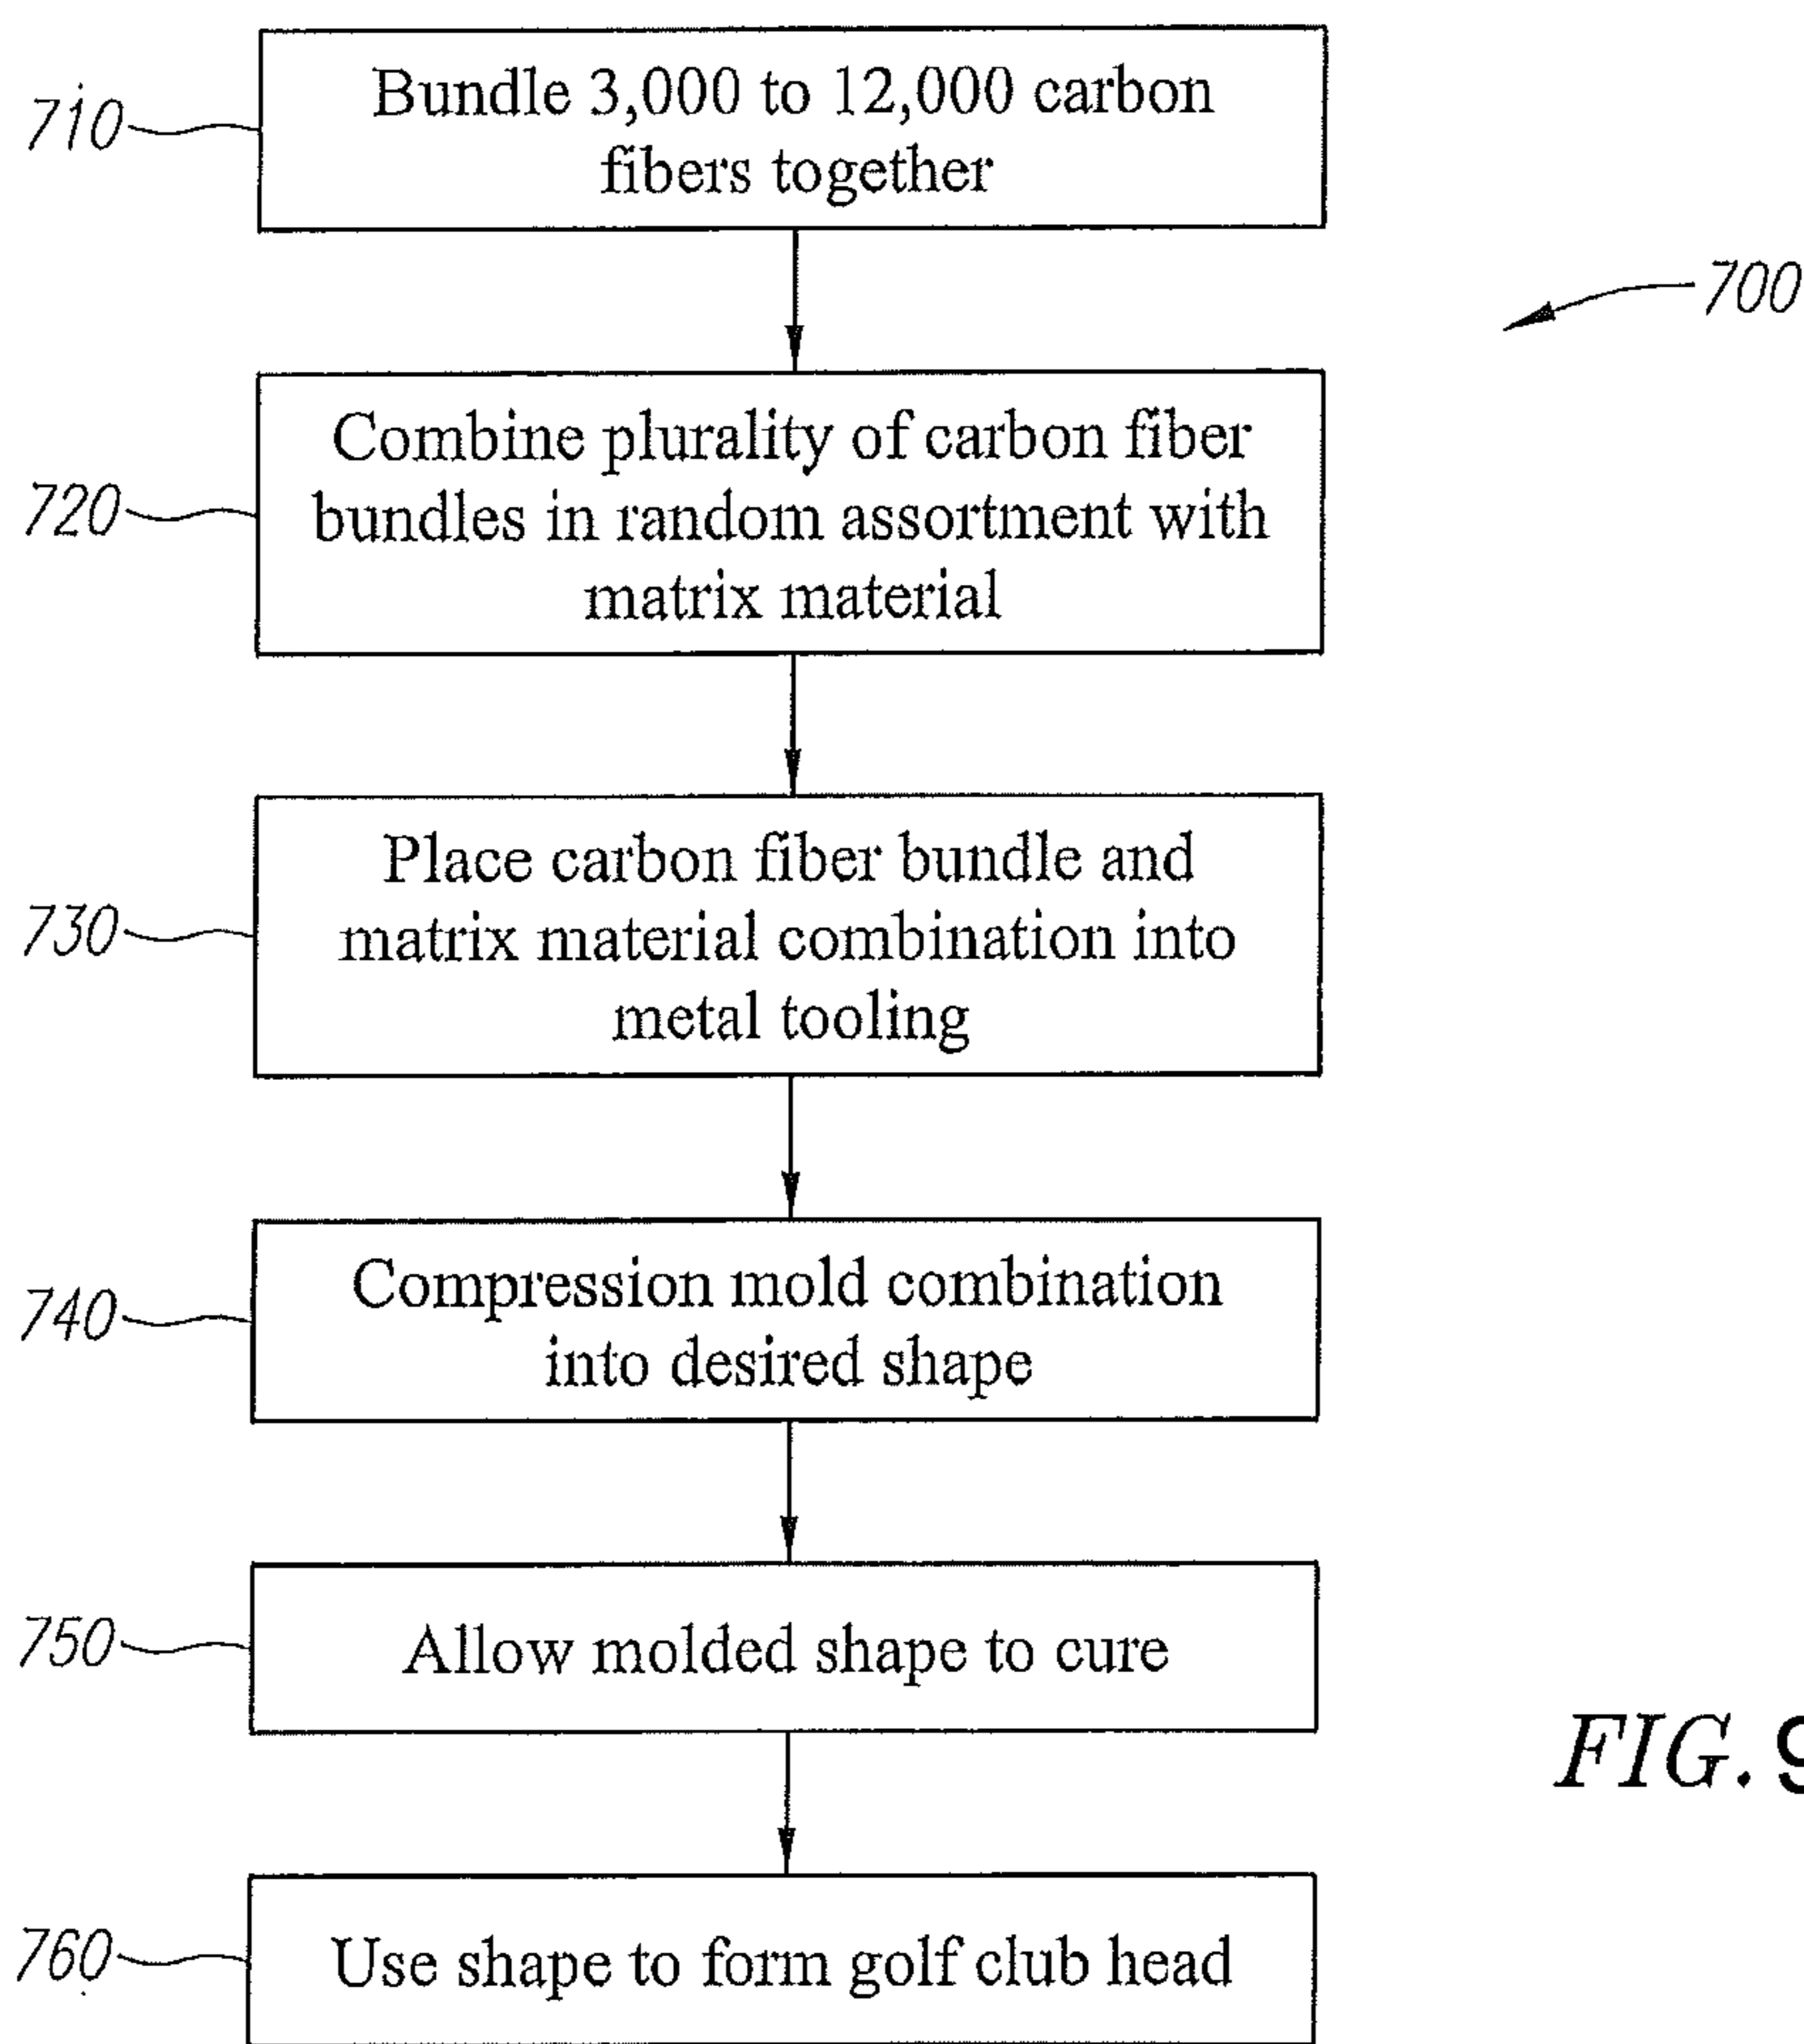 710
Bundle 3,000 to 12,000 carbon
fibers together
700
720
Combine plurality of carbon fiber
bundles in random assortment with
matrix material
730
Place carbon fiber bundle and
matrix material combination into
metal tooling
740
Compression mold combination
into desired shape
750
Allow molded shape to cure
FIG. 9
760
Use shape to form golf club head